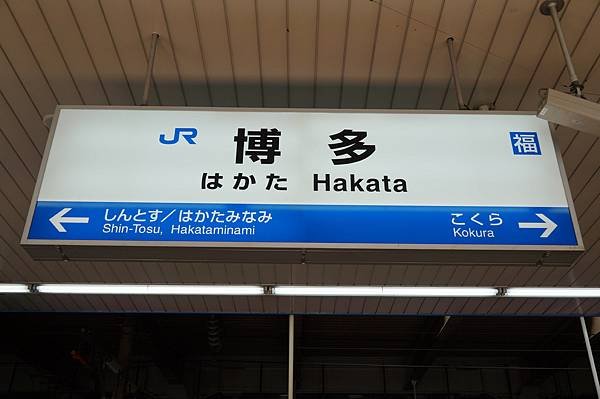 JR 博多 福
はかた Hakata
← しんとす/はかたみなみ こくら →
Shin-Tosu, Hakataminami Kokura